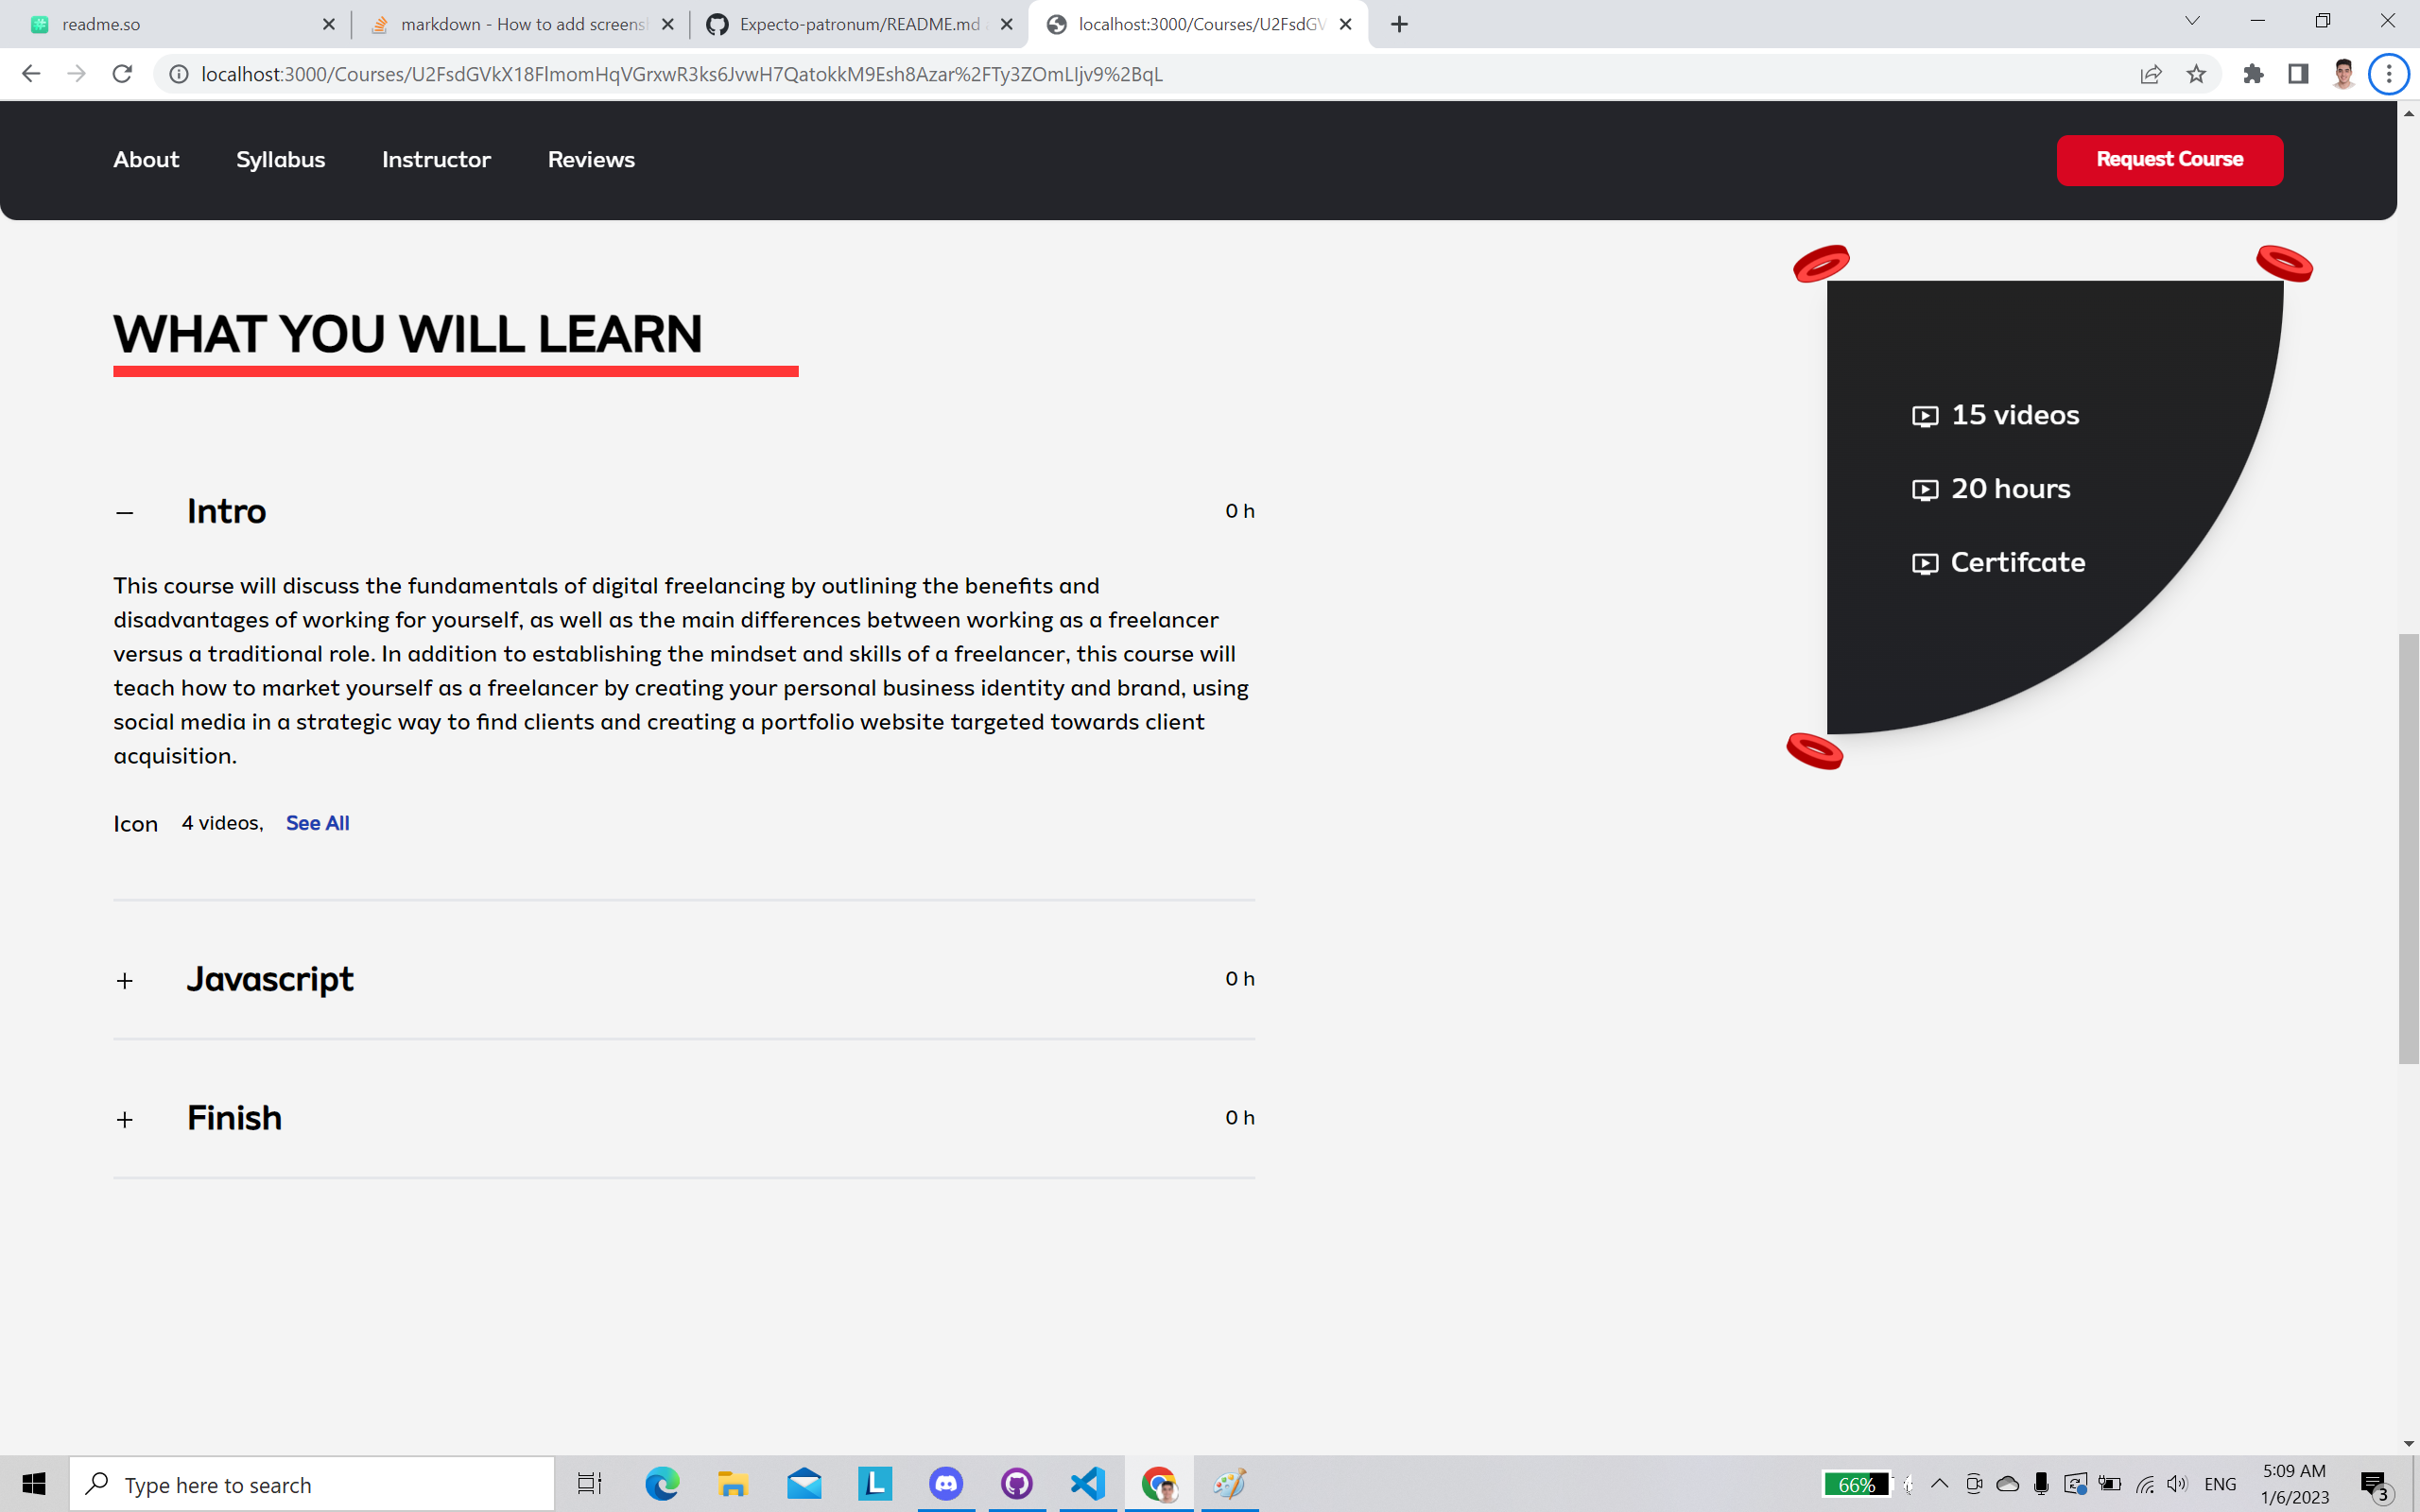 readme.so
markdown - How to add screensh
Expecto-patronum/README.md
localhost:3000/Courses/U2FsdGV
localhost:3000/Courses/U2FsdGVkX18FlmomHqVGrxwR3ks6JvwH7QatokkM9Esh8Azar%2FTy3ZOmLIjv9%2BqL
About Syllabus Instructor Reviews Request Course
WHAT YOU WILL LEARN
15 videos
20 hours
Certifcate
Intro 0 h
This course will discuss the fundamentals of digital freelancing by outlining the benefits and
disadvantages of working for yourself, as well as the main differences between working as a freelancer
versus a traditional role. In addition to establishing the mindset and skills of a freelancer, this course will
teach how to market yourself as a freelancer by creating your personal business identity and brand, using
social media in a strategic way to find clients and creating a portfolio website targeted towards client
acquisition.
Icon 4 videos, See All
Javascript 0 h
Finish 0 h
Type here to search
L
66%
ENG
5:09 AM
1/6/2023
3